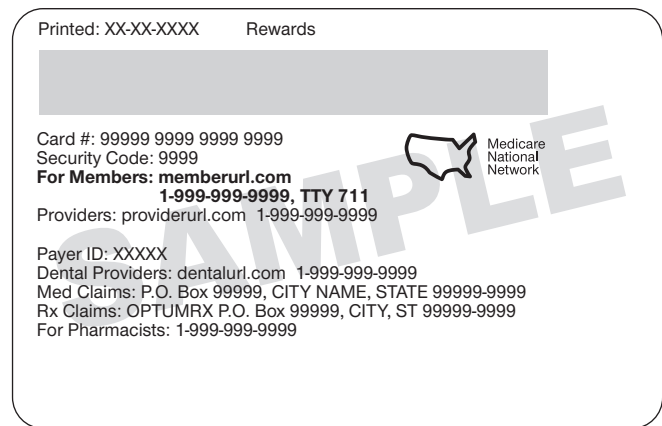 Printed: XX-XX-XXXX Rewards
Card #: 99999 9999 9999 9999
Security Code: 9999
For Members: memberurl.com
1-999-999-9999, TTY 711
Providers: providerurl.com 1-999-999-9999
Medicare
National
Network
Payer ID: XXXXX
Dental Providers: dentalurl.com 1-999-999-9999
Med Claims: P.O. Box 99999, CITY NAME, STATE 99999-9999
Rx Claims: OPTUMRX P.O. Box 99999, CITY, ST 99999-9999
For Pharmacists: 1-999-999-9999
SAMPLE